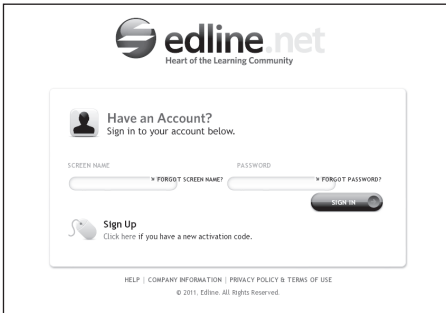 edline.net
Heart of the Learning Community
Have an Account?
Sign in to your account below.
SCREEN NAME PASSWORD
» FORGOT SCREEN NAME? » FORGOT PASSWORD?
SIGN IN
Sign Up
Click here if you have a new activation code.
HELP | COMPANY INFORMATION | PRIVACY POLICY & TERMS OF USE
© 2011, Edline. All Rights Reserved.